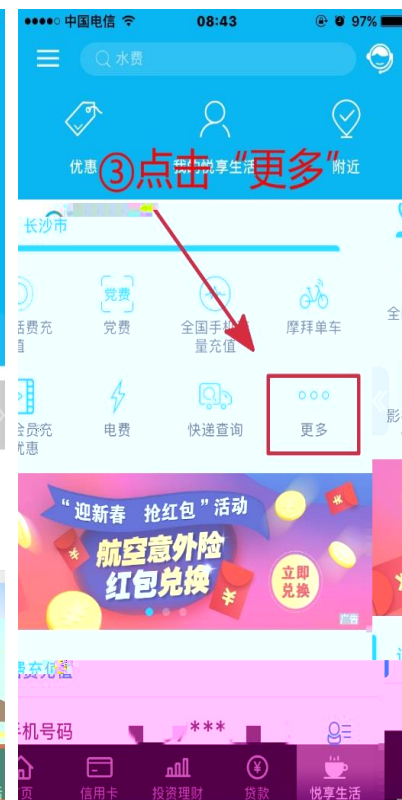 中国电信 08:43 97%
水费
优惠 我的悦享生活 附近
③点击“更多”
长沙市
话费充值 党费 全国手机流量充值 摩拜单车
会员充优惠 电费 快递查询 更多
“迎新春 抢红包”活动
航空意外险
红包兑换
立即
兑换
广告
费充值
手机号码 ***
页 信用卡 投资理财 贷款 悦享生活